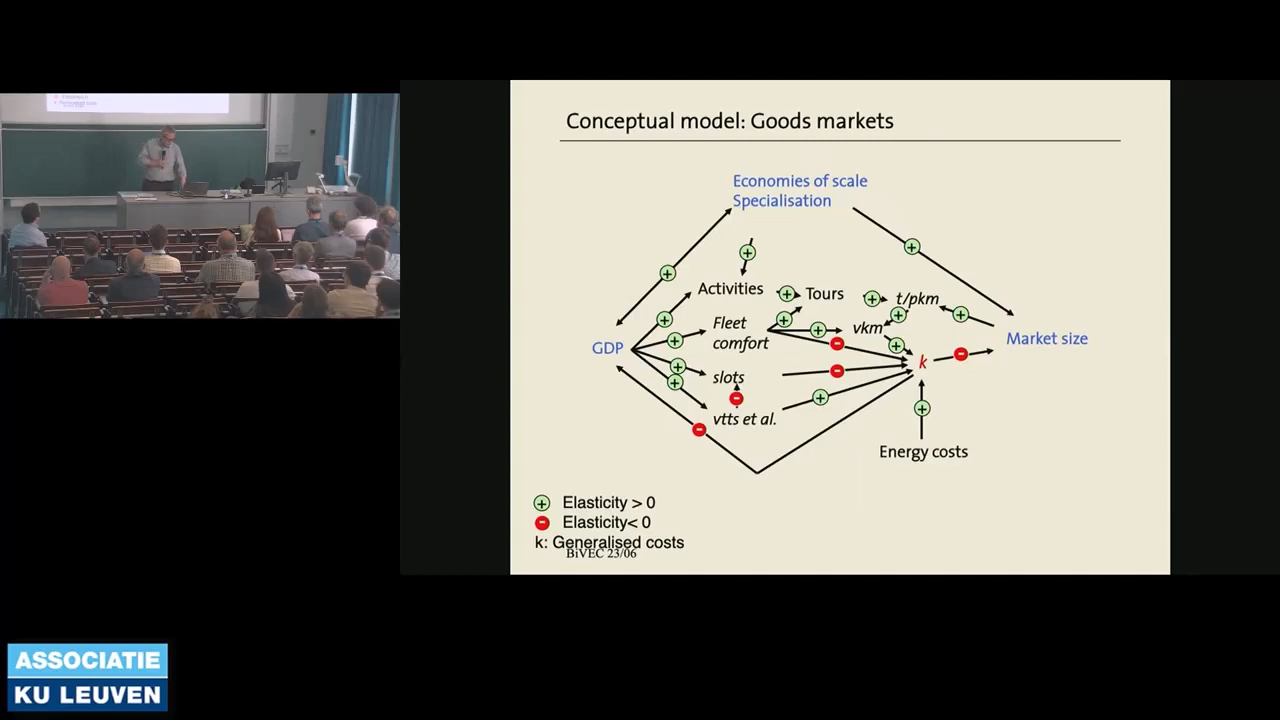 Conceptual model: Goods markets
Economies of scale
Specialisation
Activities
Tours
t/pkm
Fleet
comfort
vkm
GDP
Market size
k
slots
vtts et al.
Energy costs
+ Elasticity > 0
- Elasticity< 0
k: Generalised costs
BiVEC 23/06
ASSOCIATIE
KU LEUVEN